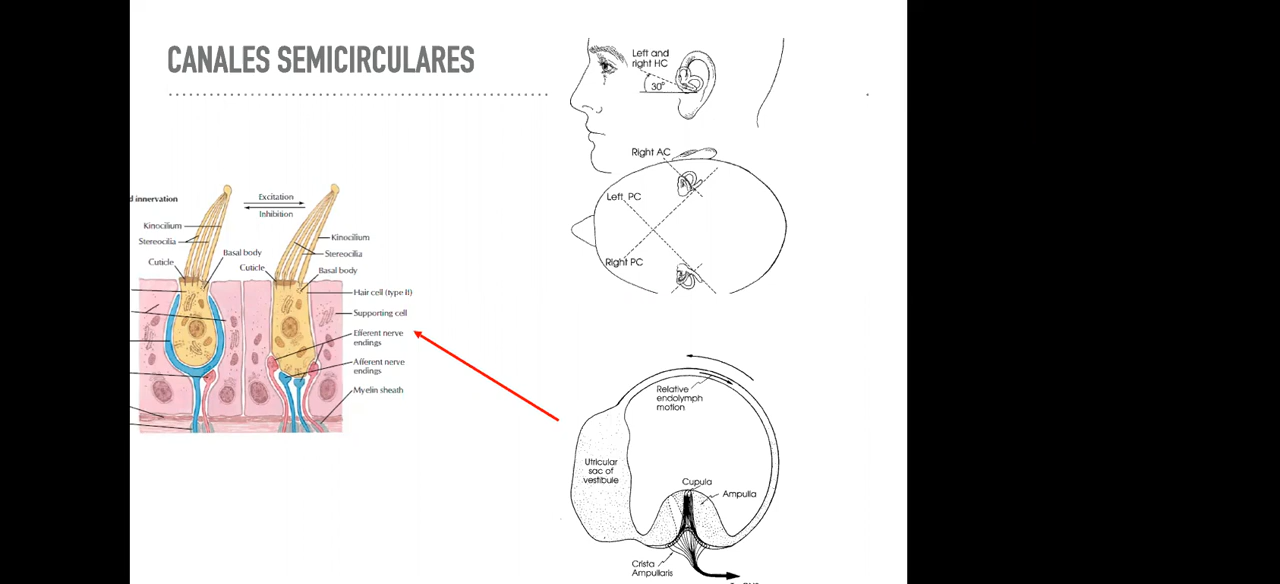 CANALES SEMICIRCULARES
Left and
right HC
30°
Right AC
Left PC
Right PC
d innervation
Excitation
Inhibition
Kinocilium
Stereocilia
Cuticle
Basal body
Cuticle
Kinocilium
Stereocilia
Basal body
Hair cell (type II)
Supporting cell
Efferent nerve
endings
Afferent nerve
endings
Myelin sheath
Relative
endolymph
motion
Utricular
sac of
vestibule
Cupula
Ampulla
Crista
Ampullaris